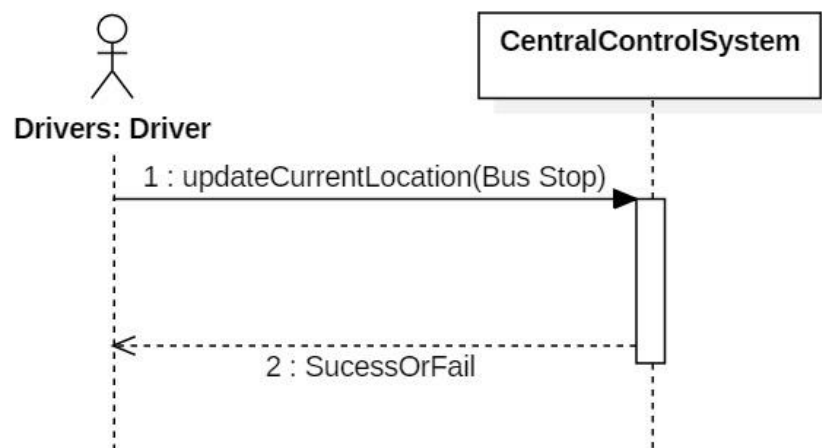 CentralControlSystem
Drivers: Driver
1 : updateCurrentLocation(Bus Stop)
2 : SucessOrFail